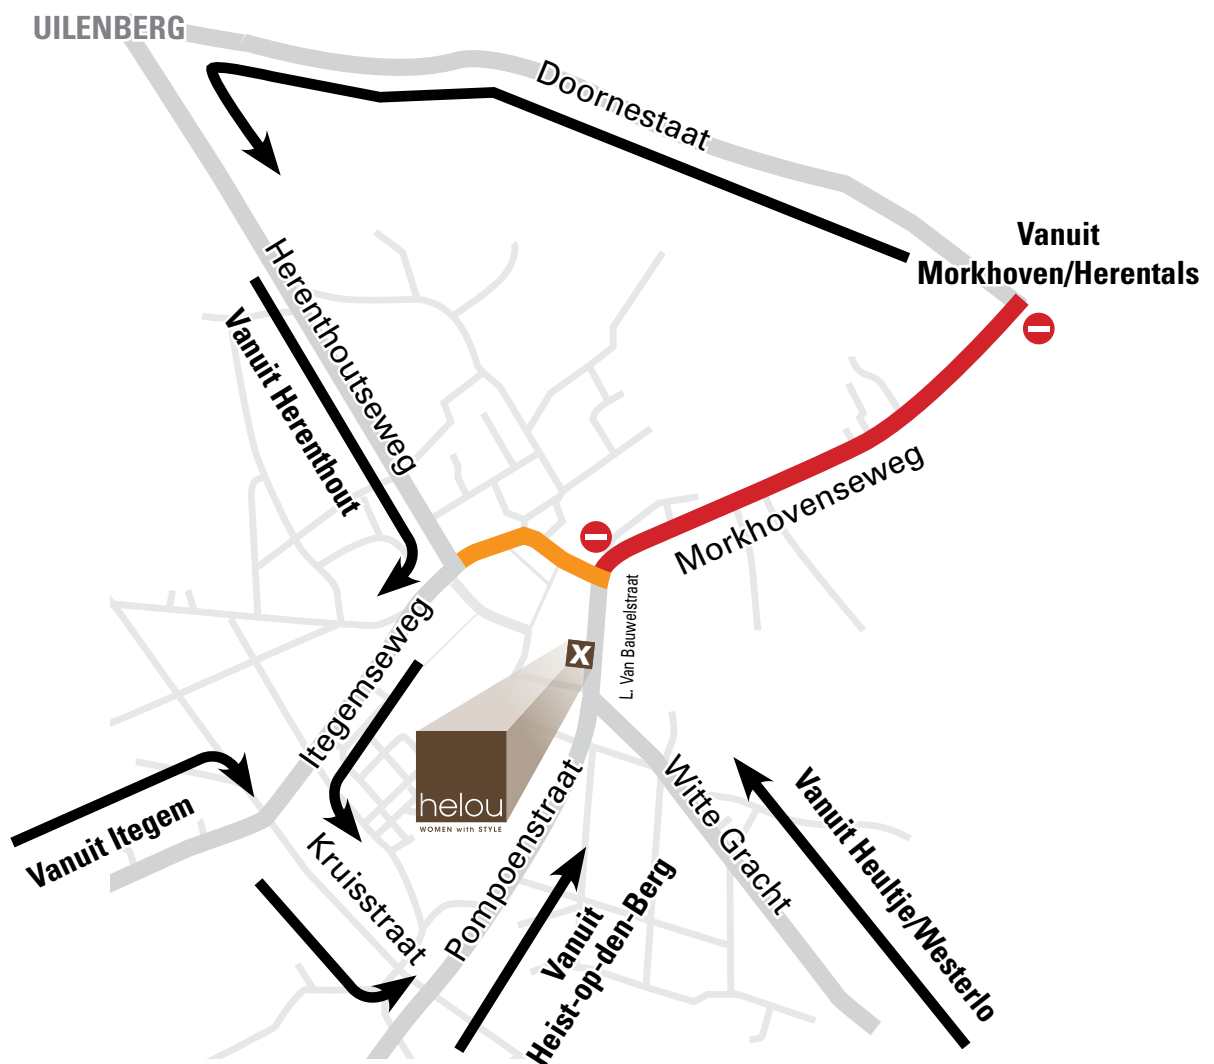 UILENBERG
Doornestaat
Vanuit
Morkhoven/Herentals
Herenthoutseweg
Vanuit Herenthout
Morkhovenseweg
L. Van Bauwelstraat
X
Itegemseweg
helou
WOMEN with STYLE
Vanuit Itegem
Kruisstraat
Pompoenstraat
Witte Gracht
Vanuit Heultje/Westerlo
Vanuit
Heist-op-den-Berg